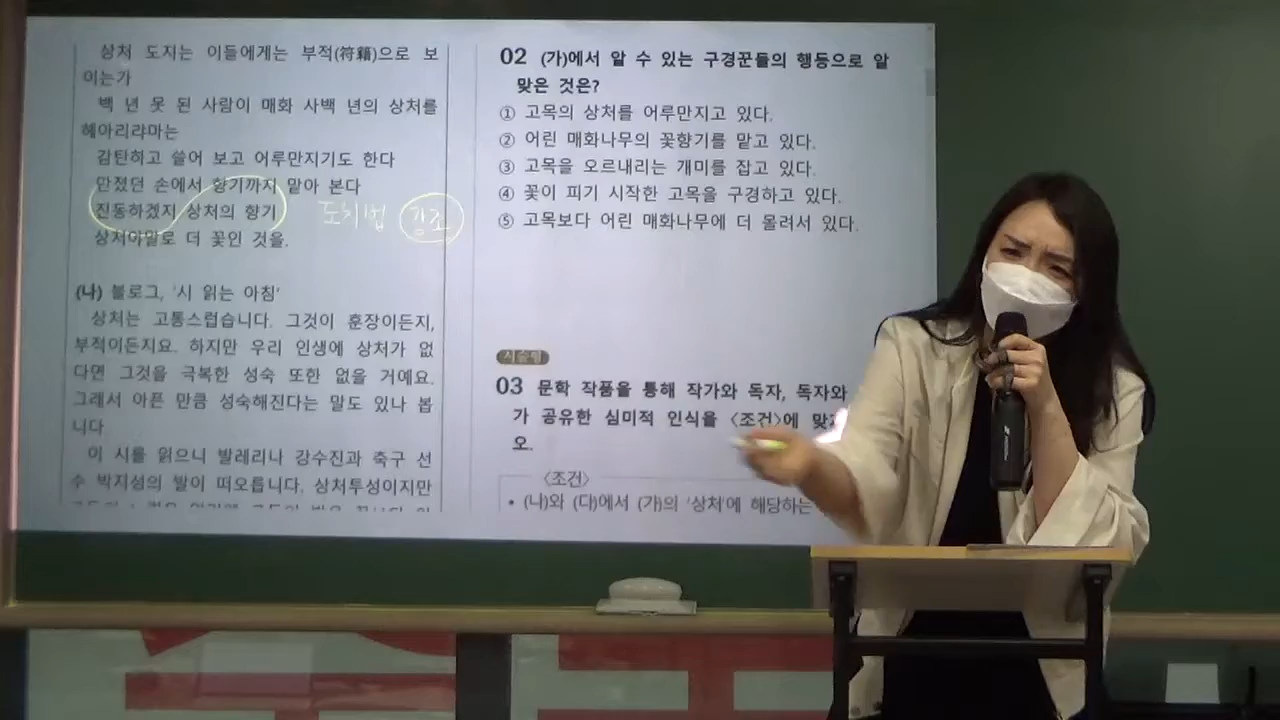 상처 도지는 이들에게는 부적(符籍)으로 보
이는가
백 년 못 된 사람이 매화 사백 년의 상처를
헤아리랴마는
감탄하고 쓸어 보고 어루만지기도 한다
만졌던 손에서 향기까지 맡아 본다
진동하겠지 상처의 향기
도치법 강조
상처야말로 더 꽃인 것을.
(나) 블로그, '시 읽는 아침'
상처는 고통스럽습니다. 그것이 훈장이든지,
부적이든지요. 하지만 우리 인생에 상처가 없
다면 그것을 극복한 성숙 또한 없을 거예요.
그래서 아픈 만큼 성숙해진다는 말도 있나 봅
니다
이 시를 읽으니 발레리나 강수진과 축구 선
수 박지성의 발이 떠오릅니다. 상처투성이지만
02 (가)에서 알 수 있는 구경꾼들의 행동으로 알
맞은 것은?
① 고목의 상처를 어루만지고 있다.
② 어린 매화나무의 꽃향기를 맡고 있다.
③ 고목을 오르내리는 개미를 잡고 있다.
④ 꽃이 피기 시작한 고목을 구경하고 있다.
⑤ 고목보다 어린 매화나무에 더 몰려서 있다.
서술형
03 문학 작품을 통해 작가와 독자, 독자와
가 공유한 심미적 인식을 〈조건〉에 맞
오.
〈조건〉
• (나)와 (다)에서 (가)의 '상처'에 해당하는